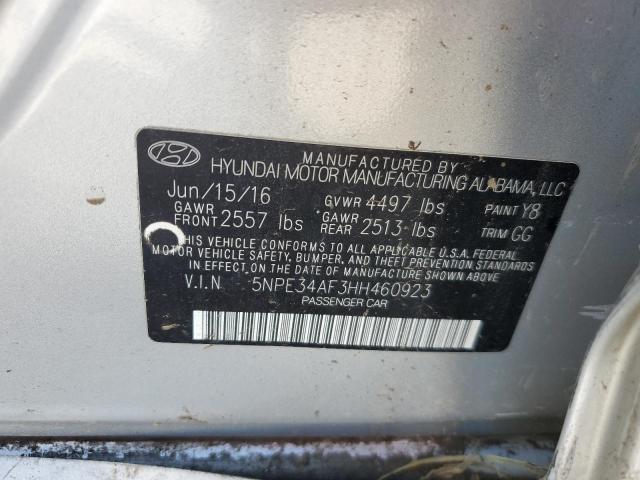 MANUFACTURED BY
HYUNDAI MOTOR MANUFACTURING ALABAMA, LLC
Jun/15/16 GVWR 4497 lbs PAINT Y8
GAWR FRONT 2557 lbs GAWR REAR 2513 lbs TRIM GG
THIS VEHICLE CONFORMS TO ALL APPLICABLE U.S.A. FEDERAL
MOTOR VEHICLE SAFETY, BUMPER, AND THEFT PREVENTION
STANDARDS IN EFFECT ON THE DATE OF MANUFACTURE SHOWN ABOVE.
V.I.N 5NPE34AF3HH460923
PASSENGER CAR